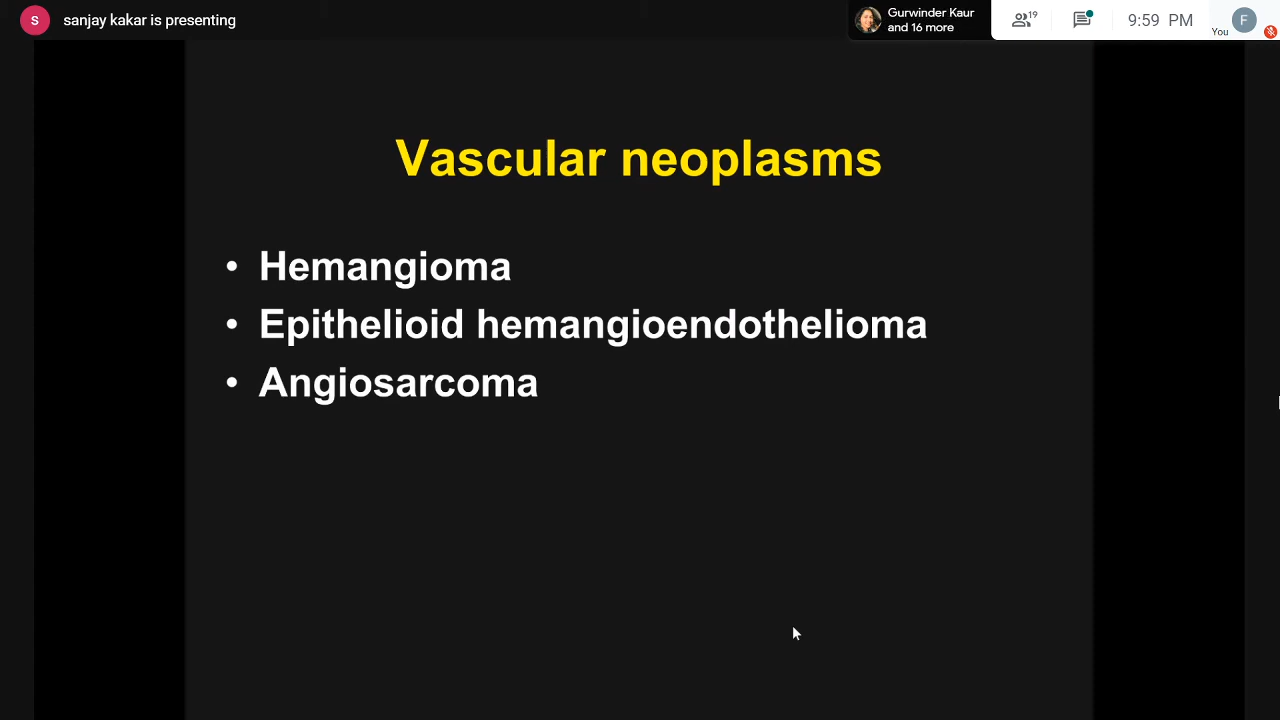 S
sanjay kakar is presenting
Gurwinder Kaur
and 16 more
19
9:59 PM
You
F
Vascular neoplasms
• Hemangioma
• Epithelioid hemangioendothelioma
• Angiosarcoma